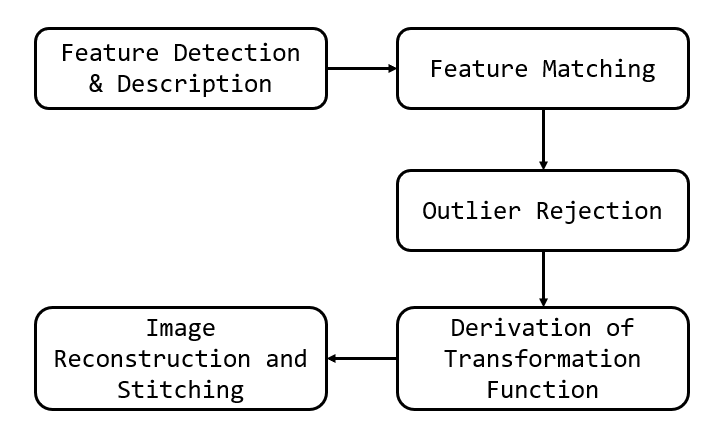 Feature Detection
& Description
Feature Matching
Outlier Rejection
Derivation of
Transformation
Function
Image
Reconstruction and
Stitching